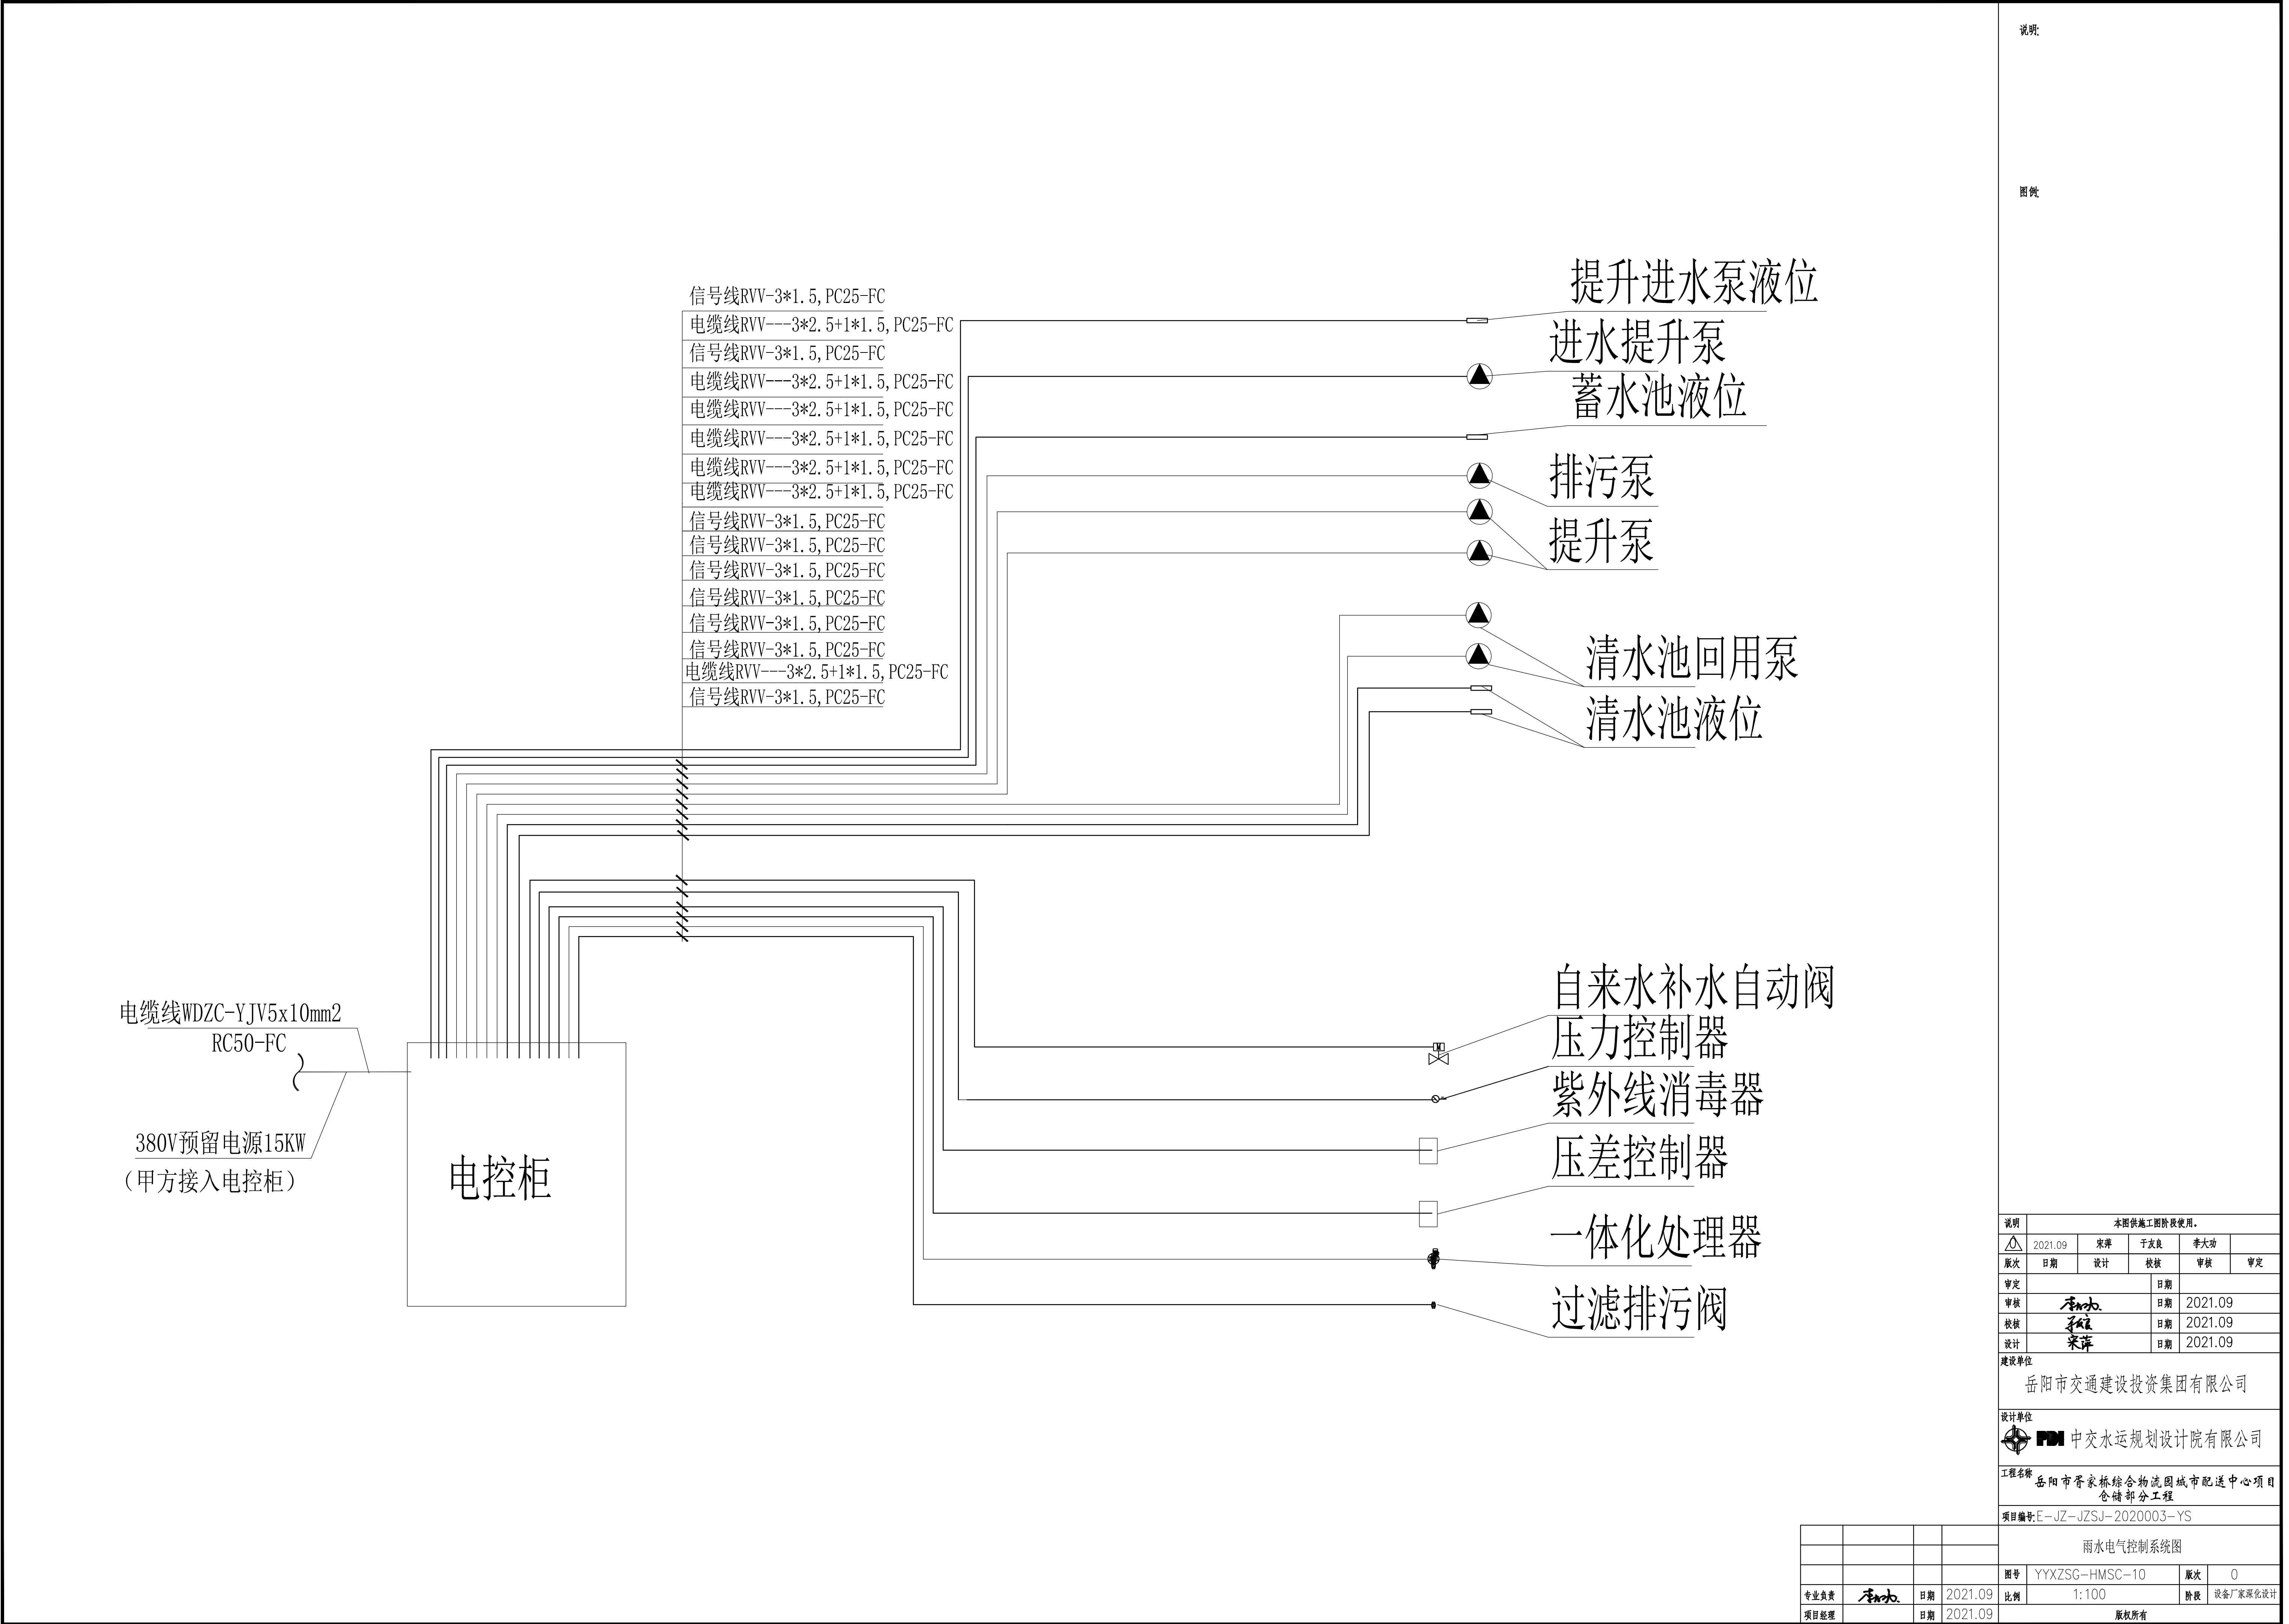 说明:
图例:
信号线RVV-3*1.5,PC25-FC
电缆线RVV---3*2.5+1*1.5,PC25-FC
信号线RVV-3*1.5,PC25-FC
电缆线RVV---3*2.5+1*1.5,PC25-FC
电缆线RVV---3*2.5+1*1.5,PC25-FC
电缆线RVV---3*2.5+1*1.5,PC25-FC
电缆线RVV---3*2.5+1*1.5,PC25-FC
电缆线RVV---3*2.5+1*1.5,PC25-FC
信号线RVV-3*1.5,PC25-FC
信号线RVV-3*1.5,PC25-FC
信号线RVV-3*1.5,PC25-FC
信号线RVV-3*1.5,PC25-FC
信号线RVV-3*1.5,PC25-FC
信号线RVV-3*1.5,PC25-FC
电缆线RVV---3*2.5+1*1.5,PC25-FC
信号线RVV-3*1.5,PC25-FC
提升进水泵液位
进水提升泵
蓄水池液位
排污泵
提升泵
清水池回用泵
清水池液位
自来水补水自动阀
压力控制器
紫外线消毒器
压差控制器
一体化处理器
过滤排污阀
M
电缆线WDZC-YJV5x10mm2
RC50-FC
380V预留电源15KW
（甲方接入电控柜）
电控柜
说明 本图供施工图阶段使用。
0 2021.09 宋萍 于友良 李大功
版次 日期 设计 校核 审核 审定
审定 日期
审核 日期 2021.09
校核 日期 2021.09
设计 宋萍 日期 2021.09
建设单位
岳阳市交通建设投资集团有限公司
设计单位
PDI 中交水运规划设计院有限公司
工程名称
岳阳市胥家桥综合物流园城市配送中心项目
仓储部分工程
项目编号:E-JZ-JZSJ-2020003-YS
雨水电气控制系统图
图号 YYXZSG-HMSC-10 版次 0
比例 1:100 阶段 设备厂家深化设计
版权所有
专业负责 日期 2021.09
项目经理 日期 2021.09